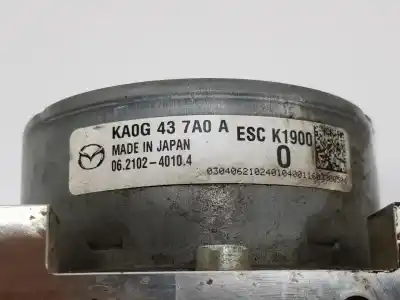 KA0G 43 7A0 A ESC K1900
MADE IN JAPAN 0
06.2102-4010.4